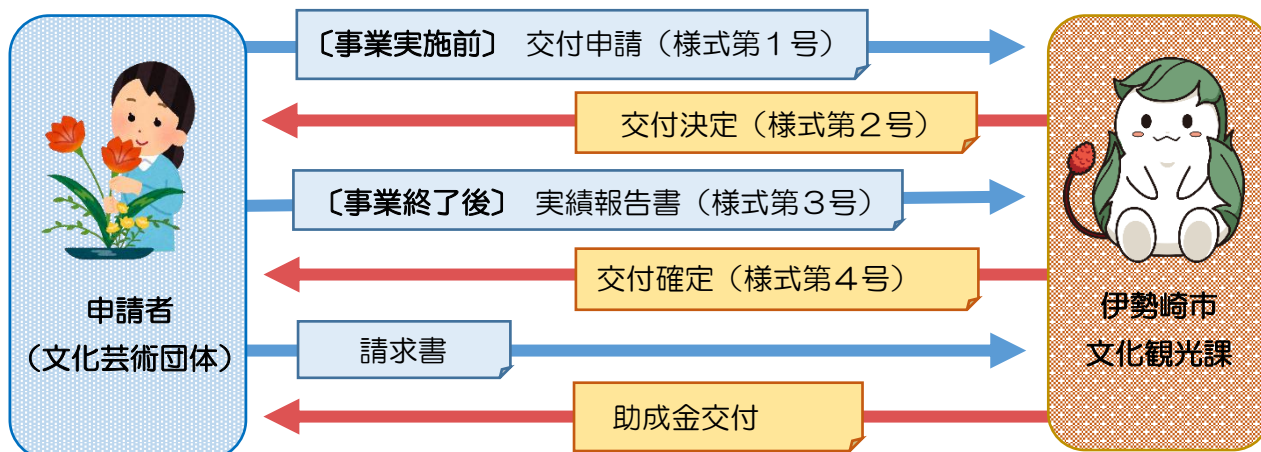 〔事業実施前〕 交付申請（様式第１号）
交付決定（様式第２号）
〔事業終了後〕 実績報告書（様式第３号）
交付確定（様式第４号）
請求書
助成金交付
申請者
（文化芸術団体）
伊勢崎市
文化観光課